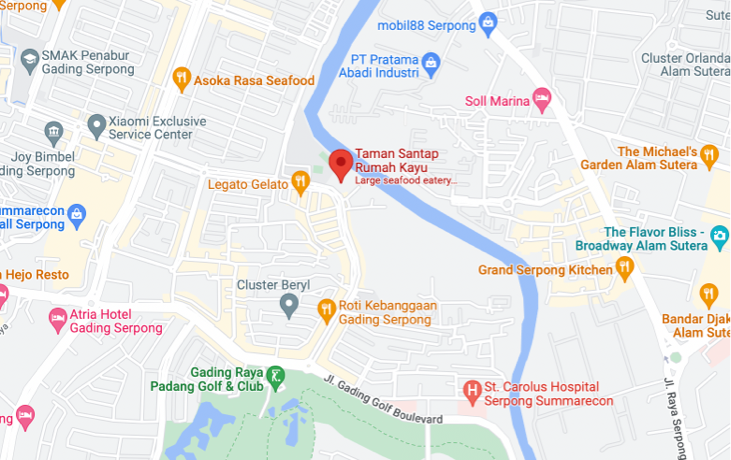 Serpong
mobil88 Serpong
Sute
SMAK Penabur
Gading Serpong
PT Pratama
Abadi Industri
Cluster Orlanda
Alam Sutera
Asoka Rasa Seafood
Soll Marina
Xiaomi Exclusive
Service Center
Joy Bimbel
ading Serpong
Taman Santap
Rumah Kayu
Large seafood eatery...
The Michael's
Garden Alam Sutera
Legato Gelato
ummarecon
all Serpong
The Flavor Bliss -
Broadway Alam Sutera
Hejo Resto
Grand Serpong Kitchen
Cluster Beryl
Atria Hotel
Gading Serpong
Roti Kebanggaan
Gading Serpong
Bandar Djak
Alam Sute
Gading Raya
Padang Golf & Club
Jl. Gading Golf Boulevard
St. Carolus Hospital
Serpong Summarecon
Jl. Raya Serpong
ng